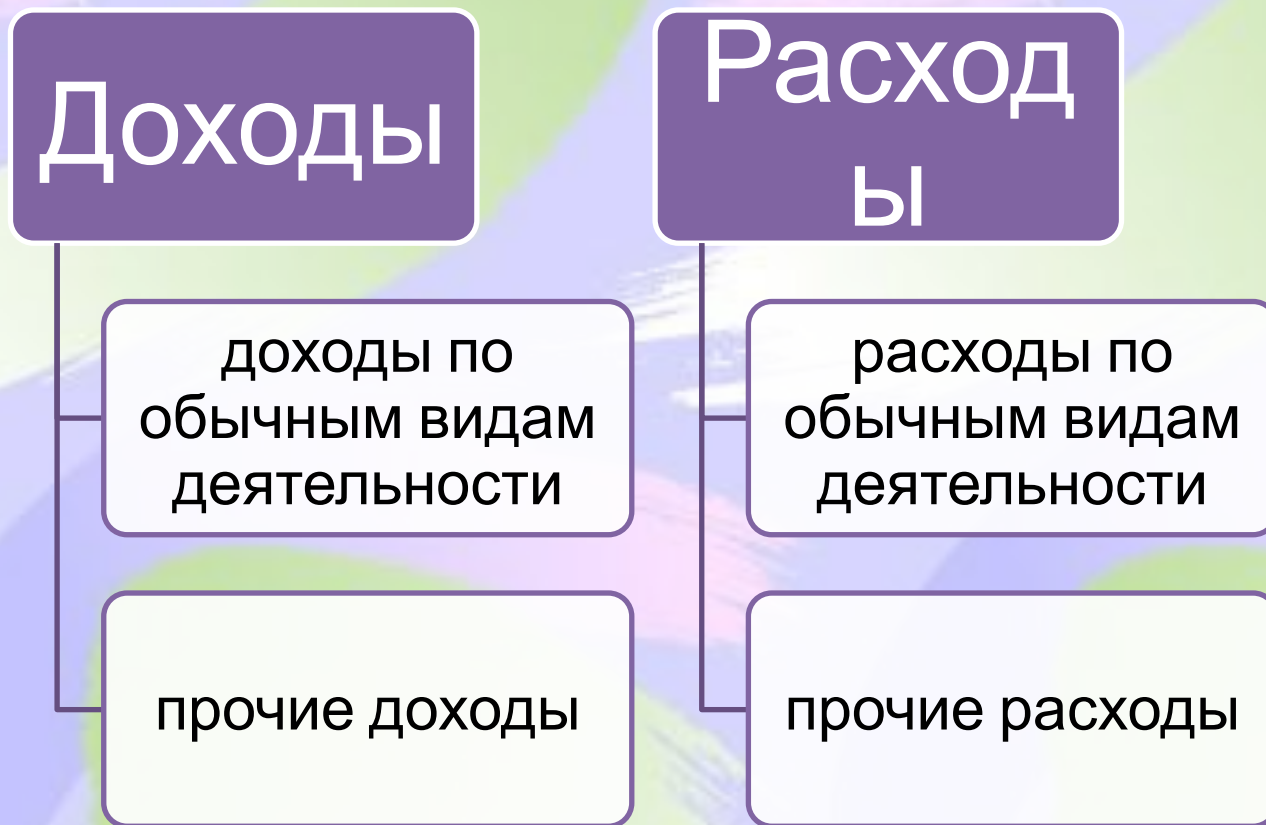 Доходы
доходы по
обычным видам
деятельности
прочие доходы
Расход
ы
расходы по
обычным видам
деятельности
прочие расходы